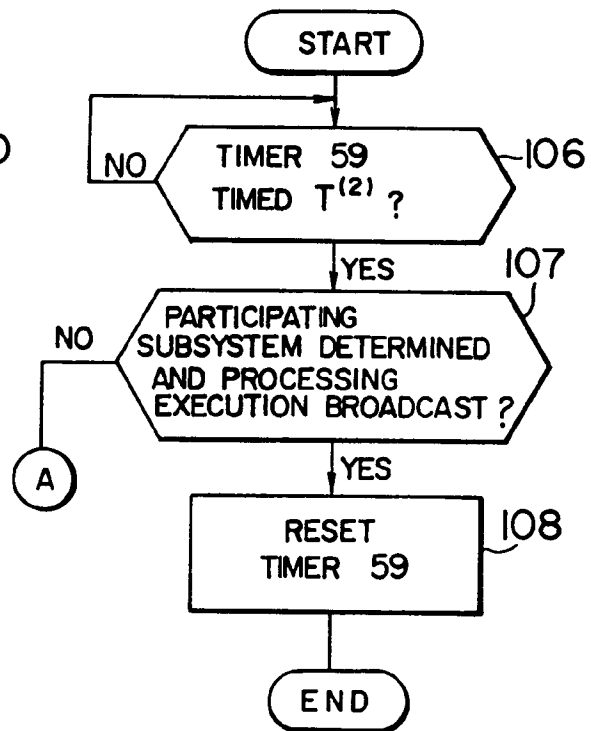 START
NO
TIMER 59
TIMED T⁽²⁾ ?
106
YES
107
NO
PARTICIPATING
SUBSYSTEM DETERMINED
AND PROCESSING
EXECUTION BROADCAST ?
A
YES
RESET
TIMER 59
108
END